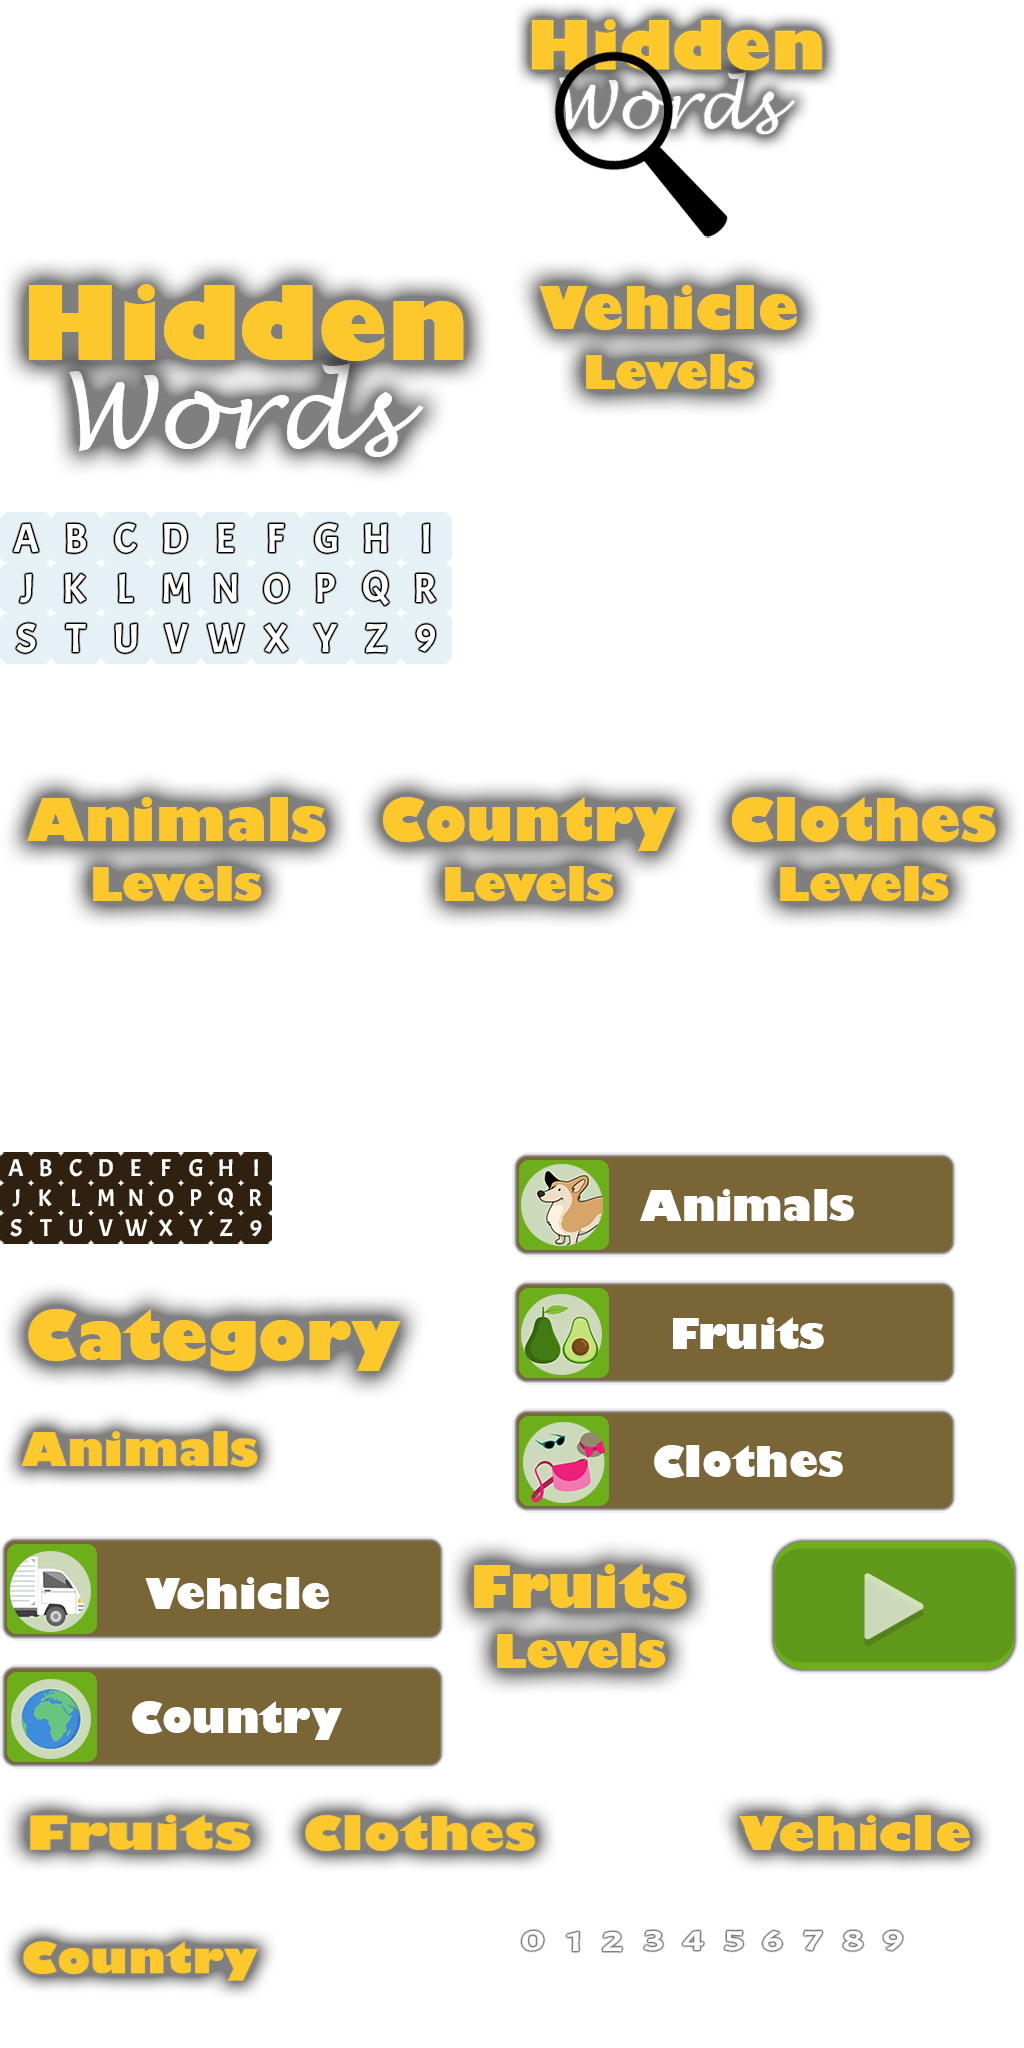 Hidden
Words
Hidden
Words
Vehicle
Levels
A B C D E F G H I
J K L M N O P Q R
S T U V W X Y Z 9
Animals
Levels
Country
Levels
Clothes
Levels
A B C D E F G H I
J K L M N O P Q R
S T U V W X Y Z 9
Animals
Category
Fruits
Animals
Clothes
Vehicle
Fruits
Levels
Country
Fruits
Clothes
Vehicle
Country
0 1 2 3 4 5 6 7 8 9